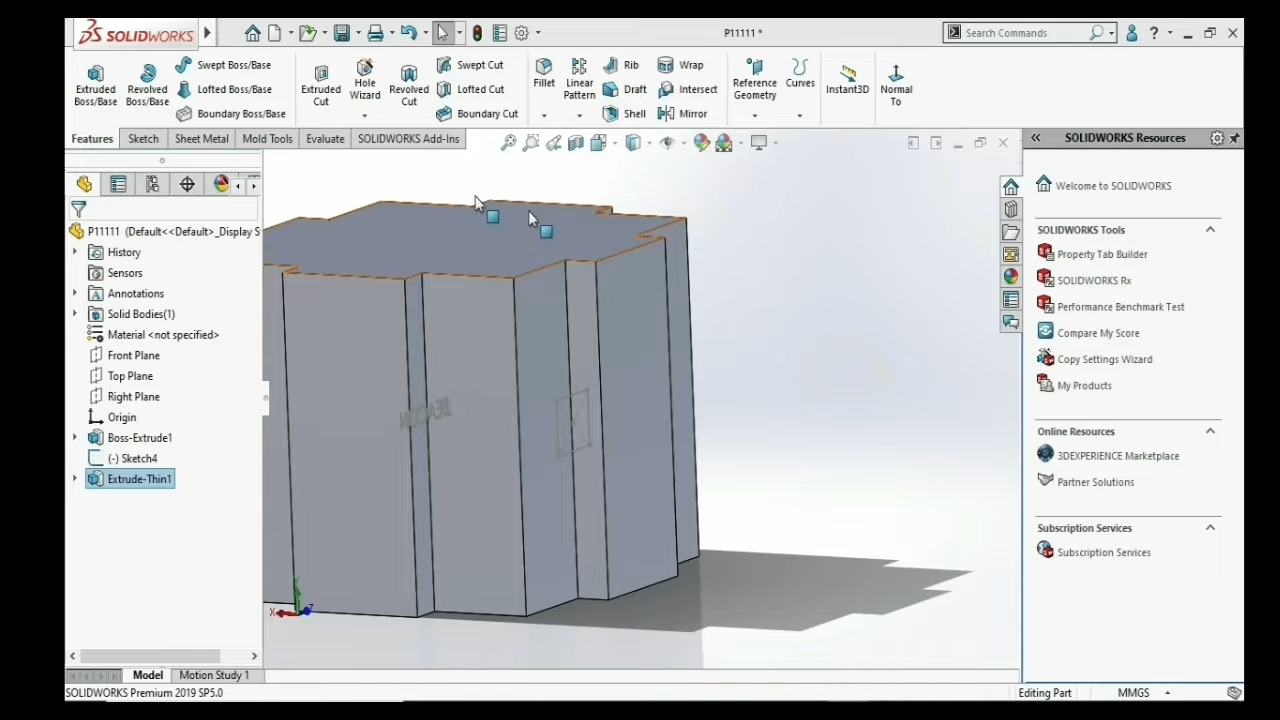 SOLIDWORKS
P11111 *
Search Commands
Extruded Boss/Base
Revolved Boss/Base
Swept Boss/Base
Lofted Boss/Base
Boundary Boss/Base
Extruded Cut
Hole Wizard
Revolved Cut
Swept Cut
Lofted Cut
Boundary Cut
Fillet
Linear Pattern
Rib
Draft
Shell
Wrap
Intersect
Mirror
Reference Geometry
Curves
Instant3D
Normal To
Features
Sketch
Sheet Metal
Mold Tools
Evaluate
SOLIDWORKS Add-Ins
P11111 (Default<<Default>_Display S
History
Sensors
Annotations
Solid Bodies(1)
Material <not specified>
Front Plane
Top Plane
Right Plane
Origin
Boss-Extrude1
(-) Sketch4
Extrude-Thin1
X
SOLIDWORKS Resources
Welcome to SOLIDWORKS
SOLIDWORKS Tools
Property Tab Builder
SOLIDWORKS Rx
Performance Benchmark Test
Compare My Score
Copy Settings Wizard
My Products
Online Resources
3DEXPERIENCE Marketplace
Partner Solutions
Subscription Services
Subscription Services
Model
Motion Study 1
SOLIDWORKS Premium 2019 SP5.0
Editing Part
MMGS